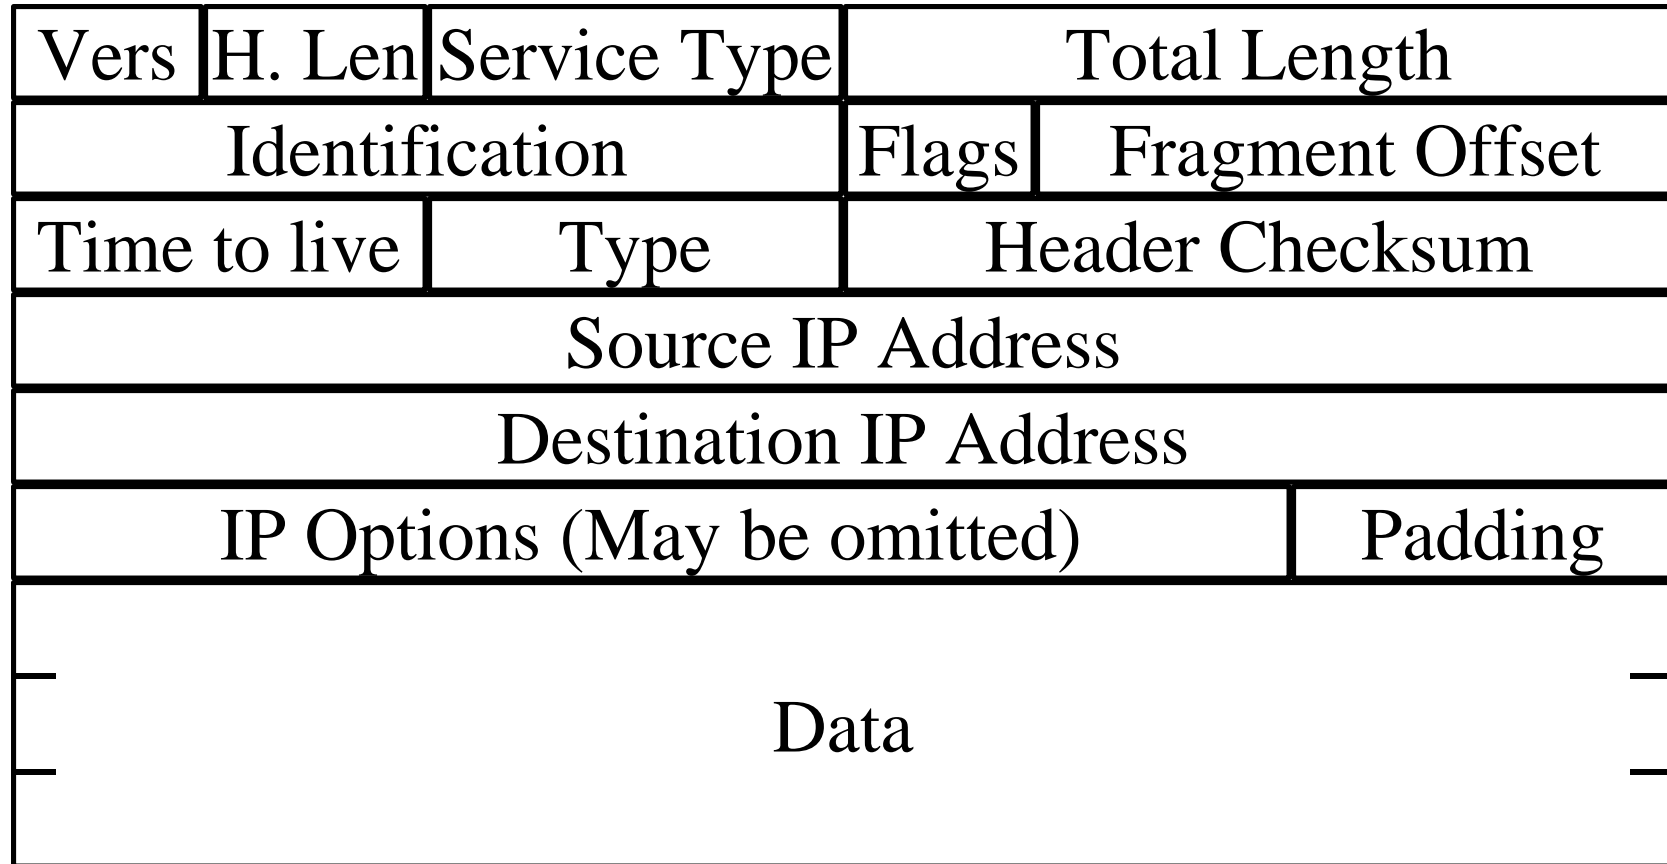 Vers H. Len Service Type Total Length
Identification Flags Fragment Offset
Time to live Type Header Checksum
Source IP Address
Destination IP Address
IP Options (May be omitted) Padding
Data